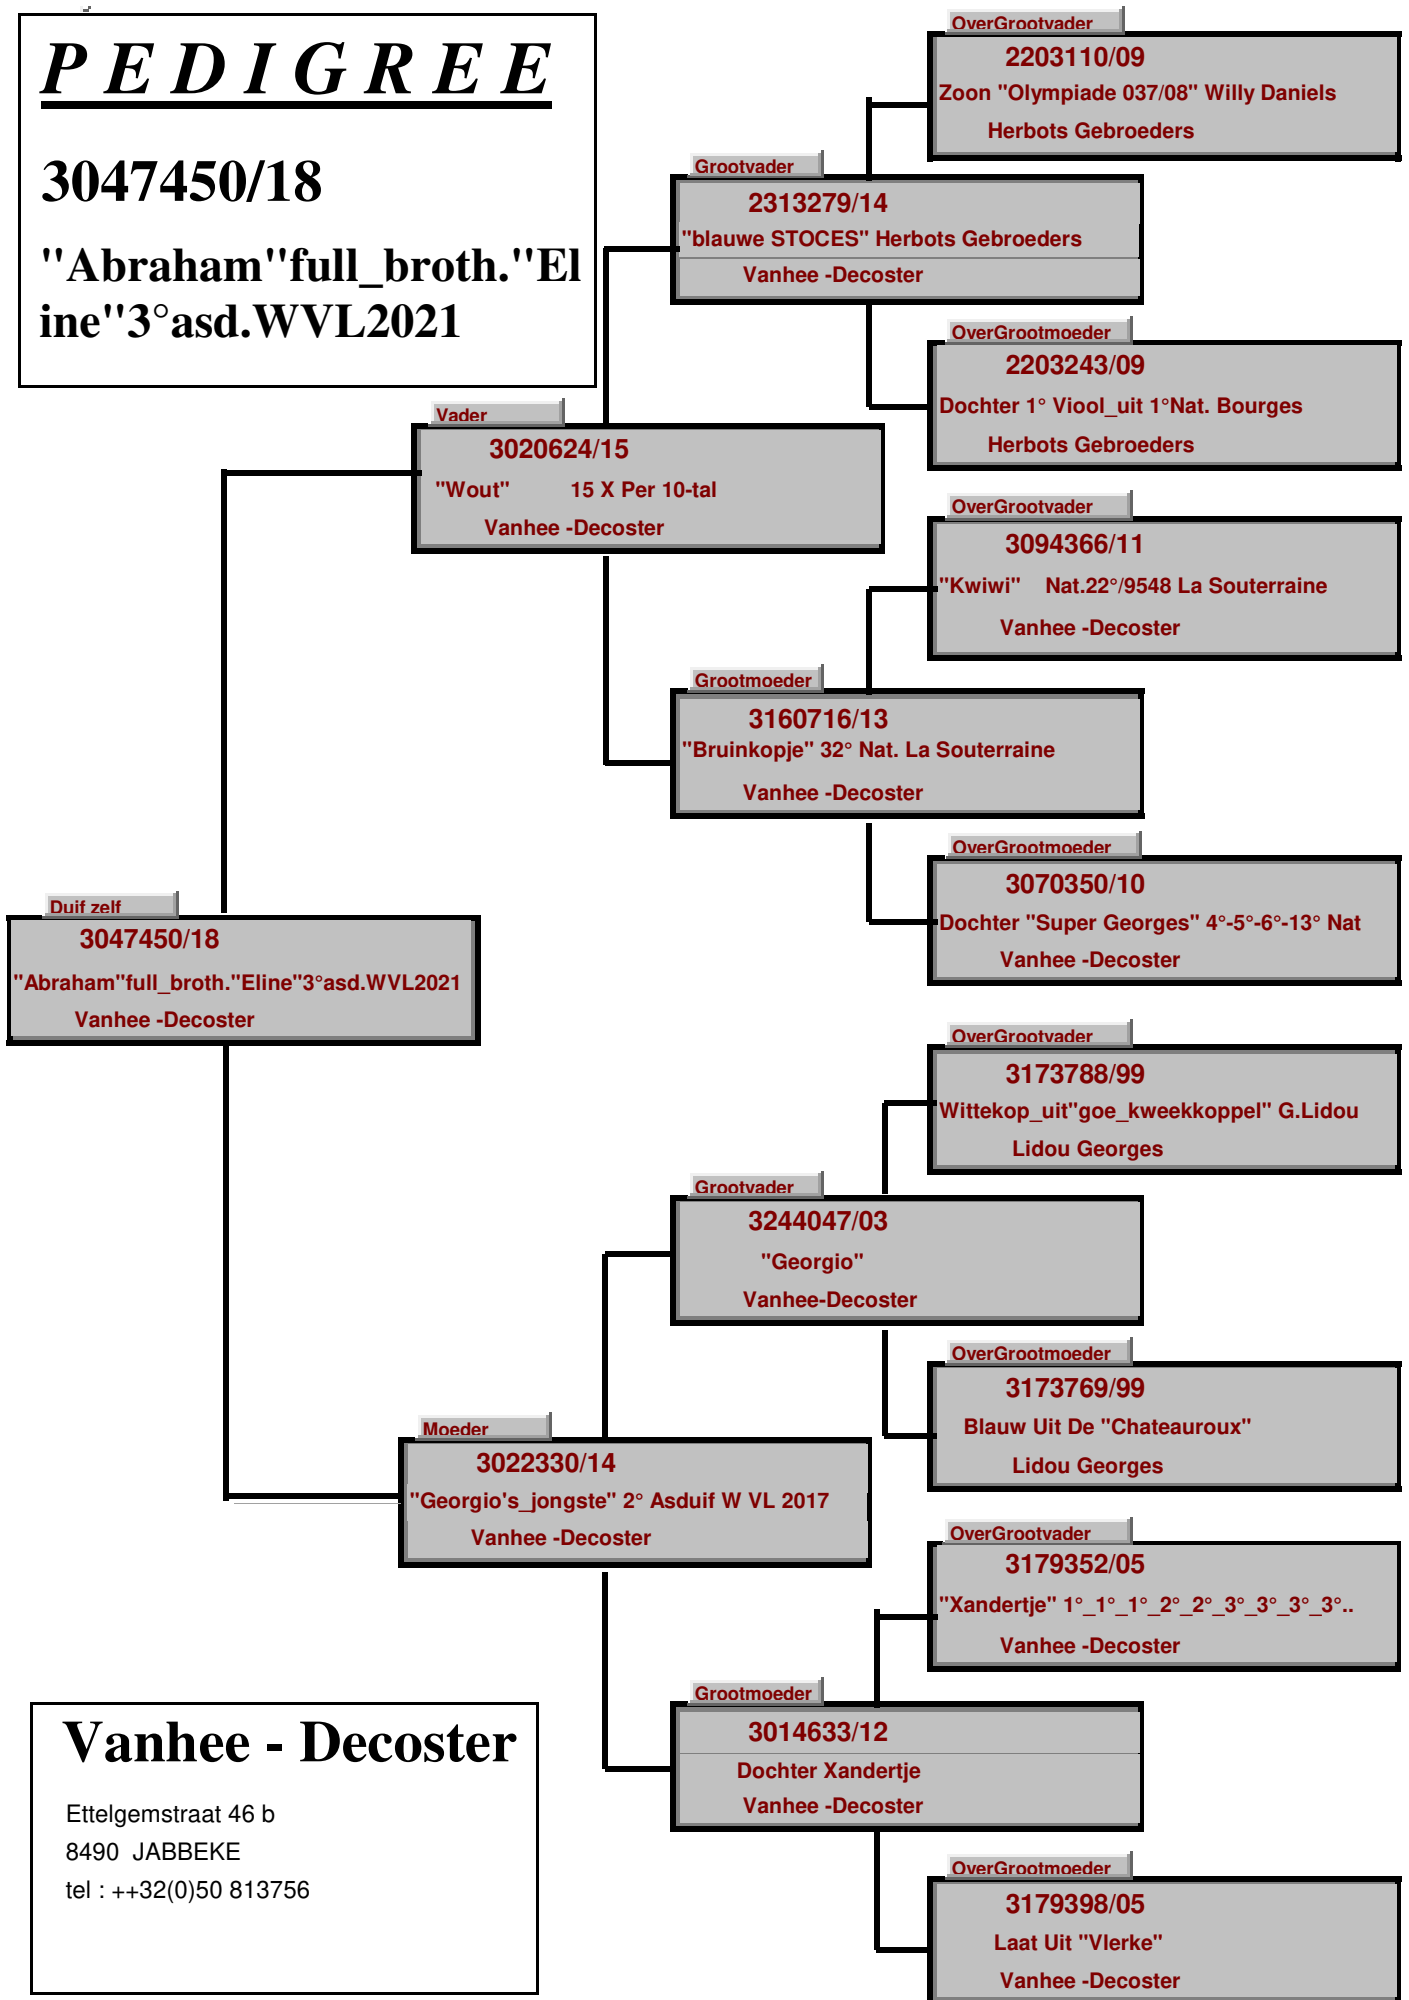 P E D I G R E E
3047450/18
"Abraham"full_broth."El
ine"3°asd.WVL2021
OverGrootvader
2203110/09
Zoon "Olympiade 037/08" Willy Daniels
Herbots Gebroeders
Grootvader
2313279/14
"blauwe STOCES" Herbots Gebroeders
Vanhee -Decoster
OverGrootmoeder
2203243/09
Dochter 1° Viool_uit 1°Nat. Bourges
Herbots Gebroeders
Vader
3020624/15
"Wout" 15 X Per 10-tal
Vanhee -Decoster
OverGrootvader
3094366/11
"Kwiwi" Nat.22°/9548 La Souterraine
Vanhee -Decoster
Grootmoeder
3160716/13
"Bruinkopje" 32° Nat. La Souterraine
Vanhee -Decoster
OverGrootmoeder
3070350/10
Dochter "Super Georges" 4°-5°-6°-13° Nat
Vanhee -Decoster
Duif zelf
3047450/18
"Abraham"full_broth."Eline"3°asd.WVL2021
Vanhee -Decoster
OverGrootvader
3173788/99
Wittekop_uit"goe_kweekkoppel" G.Lidou
Lidou Georges
Grootvader
3244047/03
"Georgio"
Vanhee-Decoster
OverGrootmoeder
3173769/99
Blauw Uit De "Chateauroux"
Lidou Georges
Moeder
3022330/14
"Georgio's_jongste" 2° Asduif W VL 2017
Vanhee -Decoster
OverGrootvader
3179352/05
"Xandertje" 1°_1°_1°_2°_2°_3°_3°_3°_3°..
Vanhee -Decoster
Grootmoeder
3014633/12
Dochter Xandertje
Vanhee -Decoster
OverGrootmoeder
3179398/05
Laat Uit "Vlerke"
Vanhee -Decoster
Vanhee - Decoster
Ettelgemstraat 46 b
8490 JABBEKE
tel : ++32(0)50 813756